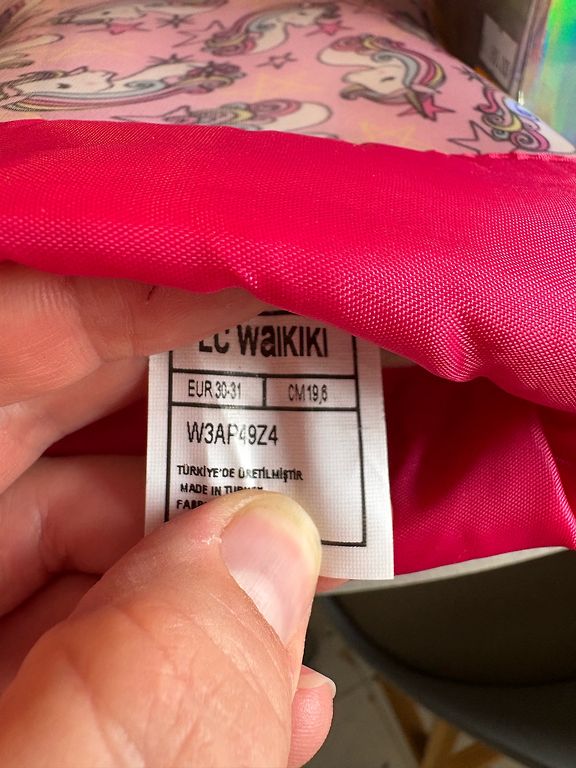 LC Waikiki
EUR 30-31 CM 19,6
W3AP49Z4
TÜRKİYE'DE ÜRETİLMİŞTİR
MADE IN